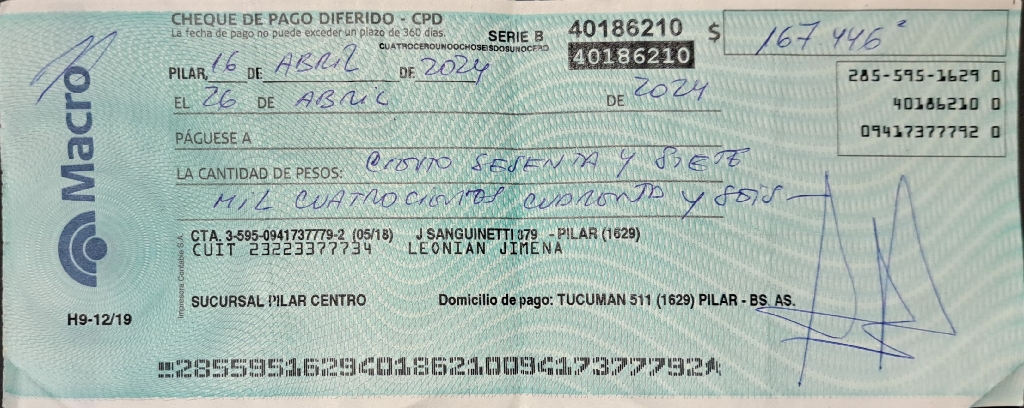 CHEQUE DE PAGO DIFERIDO - CPD
La fecha de pago no puede exceder un plazo de 360 días.
SERIE B 40186210
CUATROCEROUNOOCHOSEISDOSUNOCERO
40186210
$ 167.446
PILAR, 16 DE ABRIL DE 2024
EL 26 DE ABRIL DE 2024
285-595-1629 0
40186210 0
09417377792 0
PÁGUESE A
LA CANTIDAD DE PESOS: CIENTO SESENTA Y SIETE
MIL CUATROCIENTOS CUARENTA Y SEIS
CTA. 3-595-0941737779-2 (05/18) J SANGUINETTI 379 - PILAR (1629)
CUIT 23223377734 LEONIAN JIMENA
SUCURSAL PILAR CENTRO Domicilio de pago: TUCUMAN 511 (1629) PILAR - BS. AS.
Macro
H9-12/19
Impresores Contable S.A.
285595162940186210094173777792